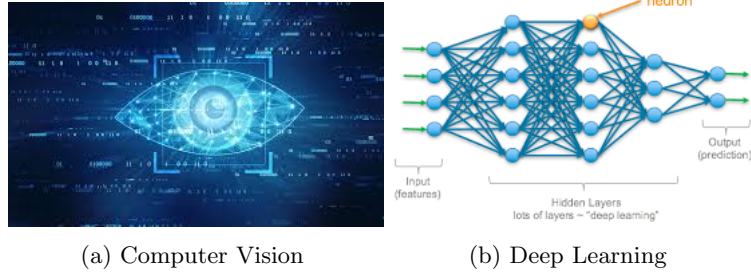 neuron
Input
(features)
Hidden Layers
lots of layers ~ "deep learning"
Output
(prediction)
(a) Computer Vision
(b) Deep Learning